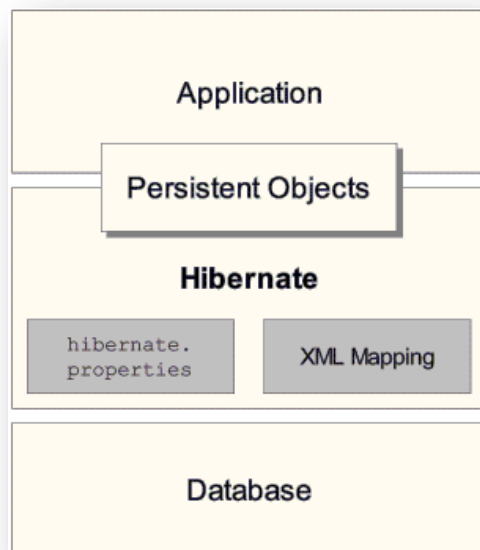 Application
Persistent Objects
Hibernate
hibernate.
properties
XML Mapping
Database